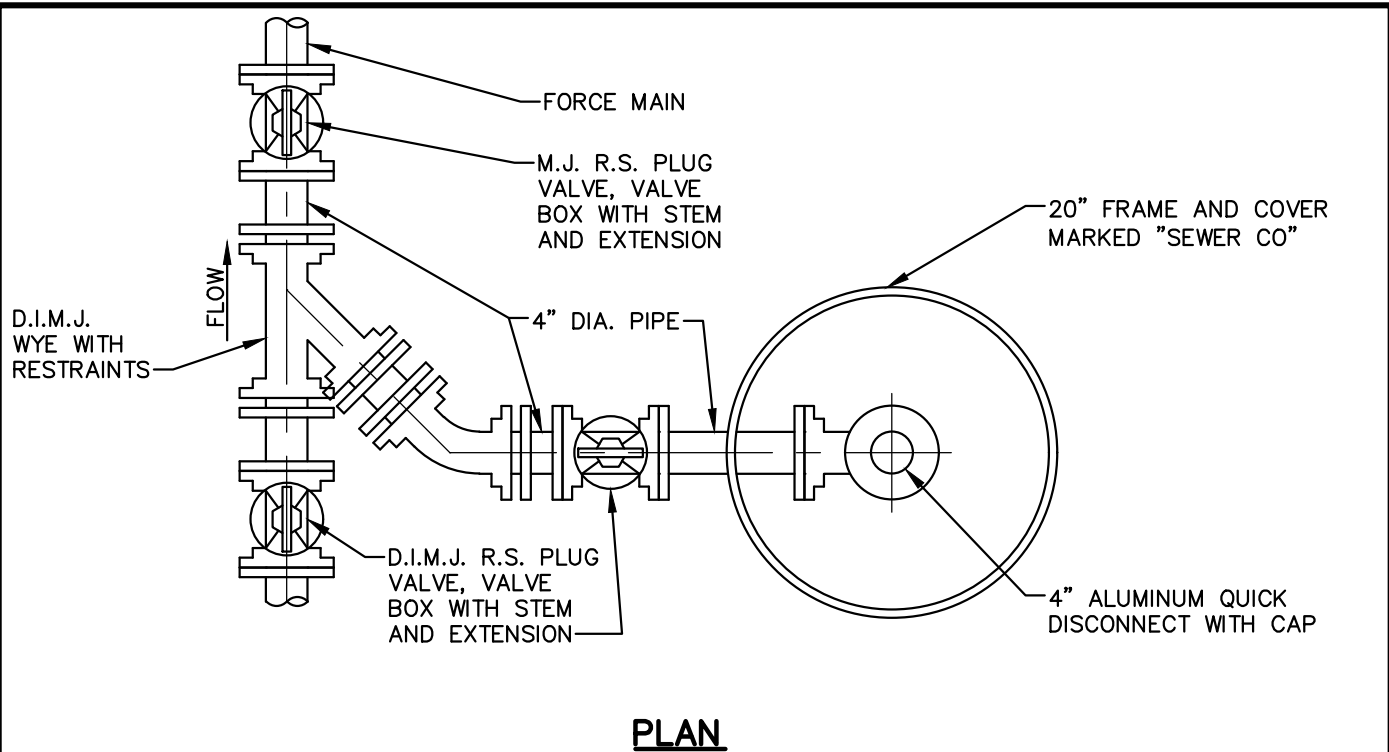 FORCE MAIN
M.J. R.S. PLUG
VALVE, VALVE
BOX WITH STEM
AND EXTENSION
20" FRAME AND COVER
MARKED "SEWER CO"
FLOW
D.I.M.J.
WYE WITH
RESTRAINTS
4" DIA. PIPE
D.I.M.J. R.S. PLUG
VALVE, VALVE
BOX WITH STEM
AND EXTENSION
4" ALUMINUM QUICK
DISCONNECT WITH CAP
PLAN